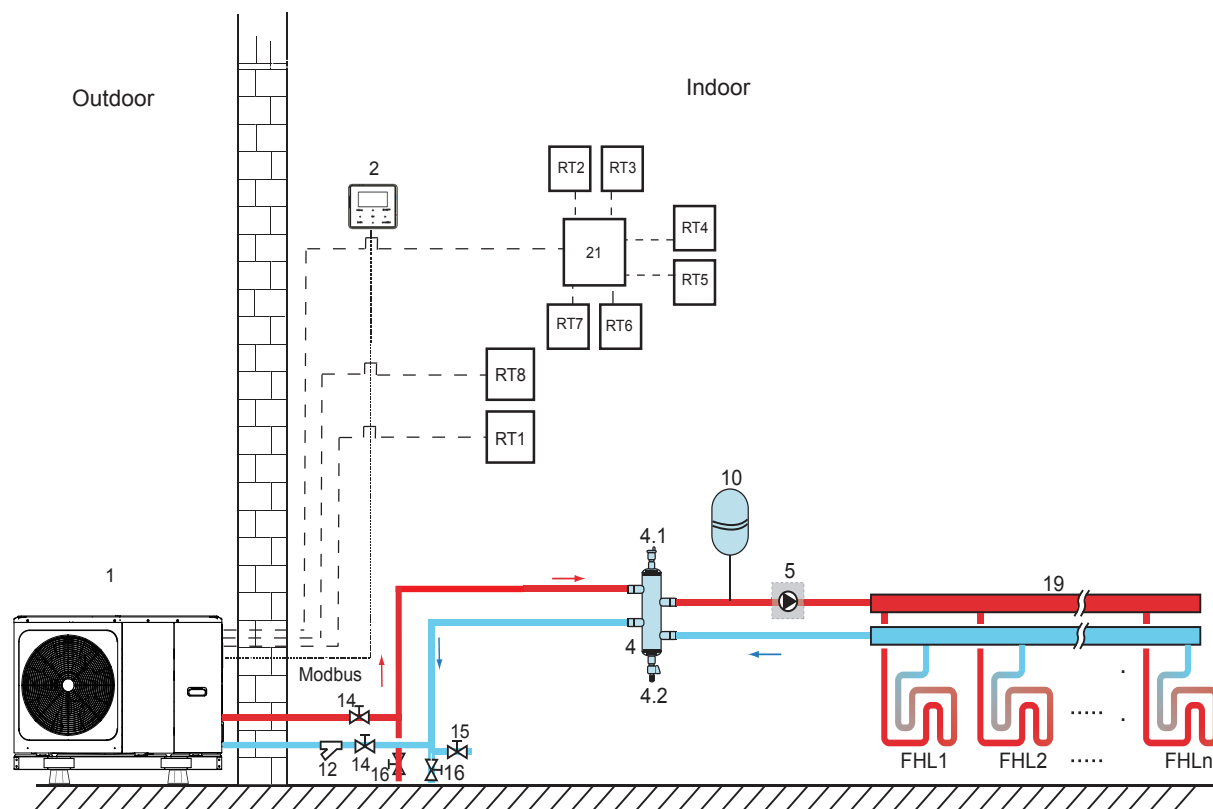 Outdoor
Indoor
2
RT2
RT3
RT4
21
RT5
RT7
RT6
RT8
RT1
10
4.1
1
5
19
4
Modbus
4.2
14
15
12
14
16
16
FHL1
FHL2
.....
FHLn